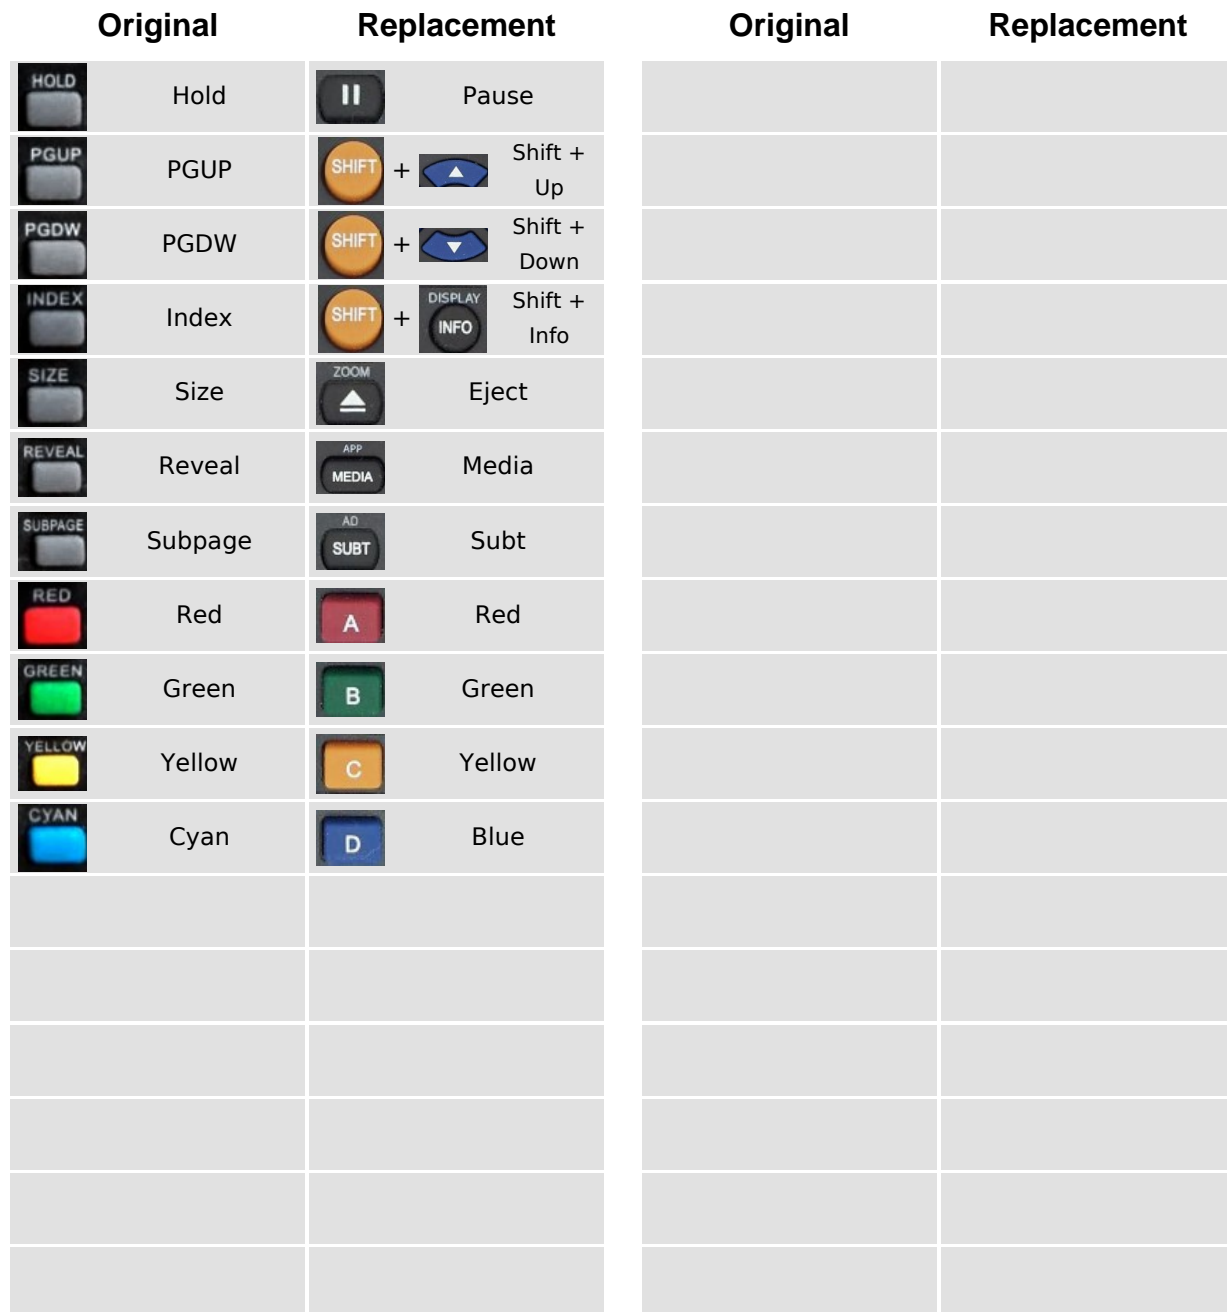 Original Replacement Original Replacement
HOLD Hold Pause
PGUP PGUP SHIFT + Shift + Up
PGDW PGDW SHIFT + Shift + Down
INDEX Index SHIFT + DISPLAY INFO Shift + Info
SIZE Size ZOOM Eject
REVEAL Reveal APP MEDIA Media
SUBPAGE Subpage AD SUBT Subt
RED Red A Red
GREEN Green B Green
YELLOW Yellow C Yellow
CYAN Cyan D Blue